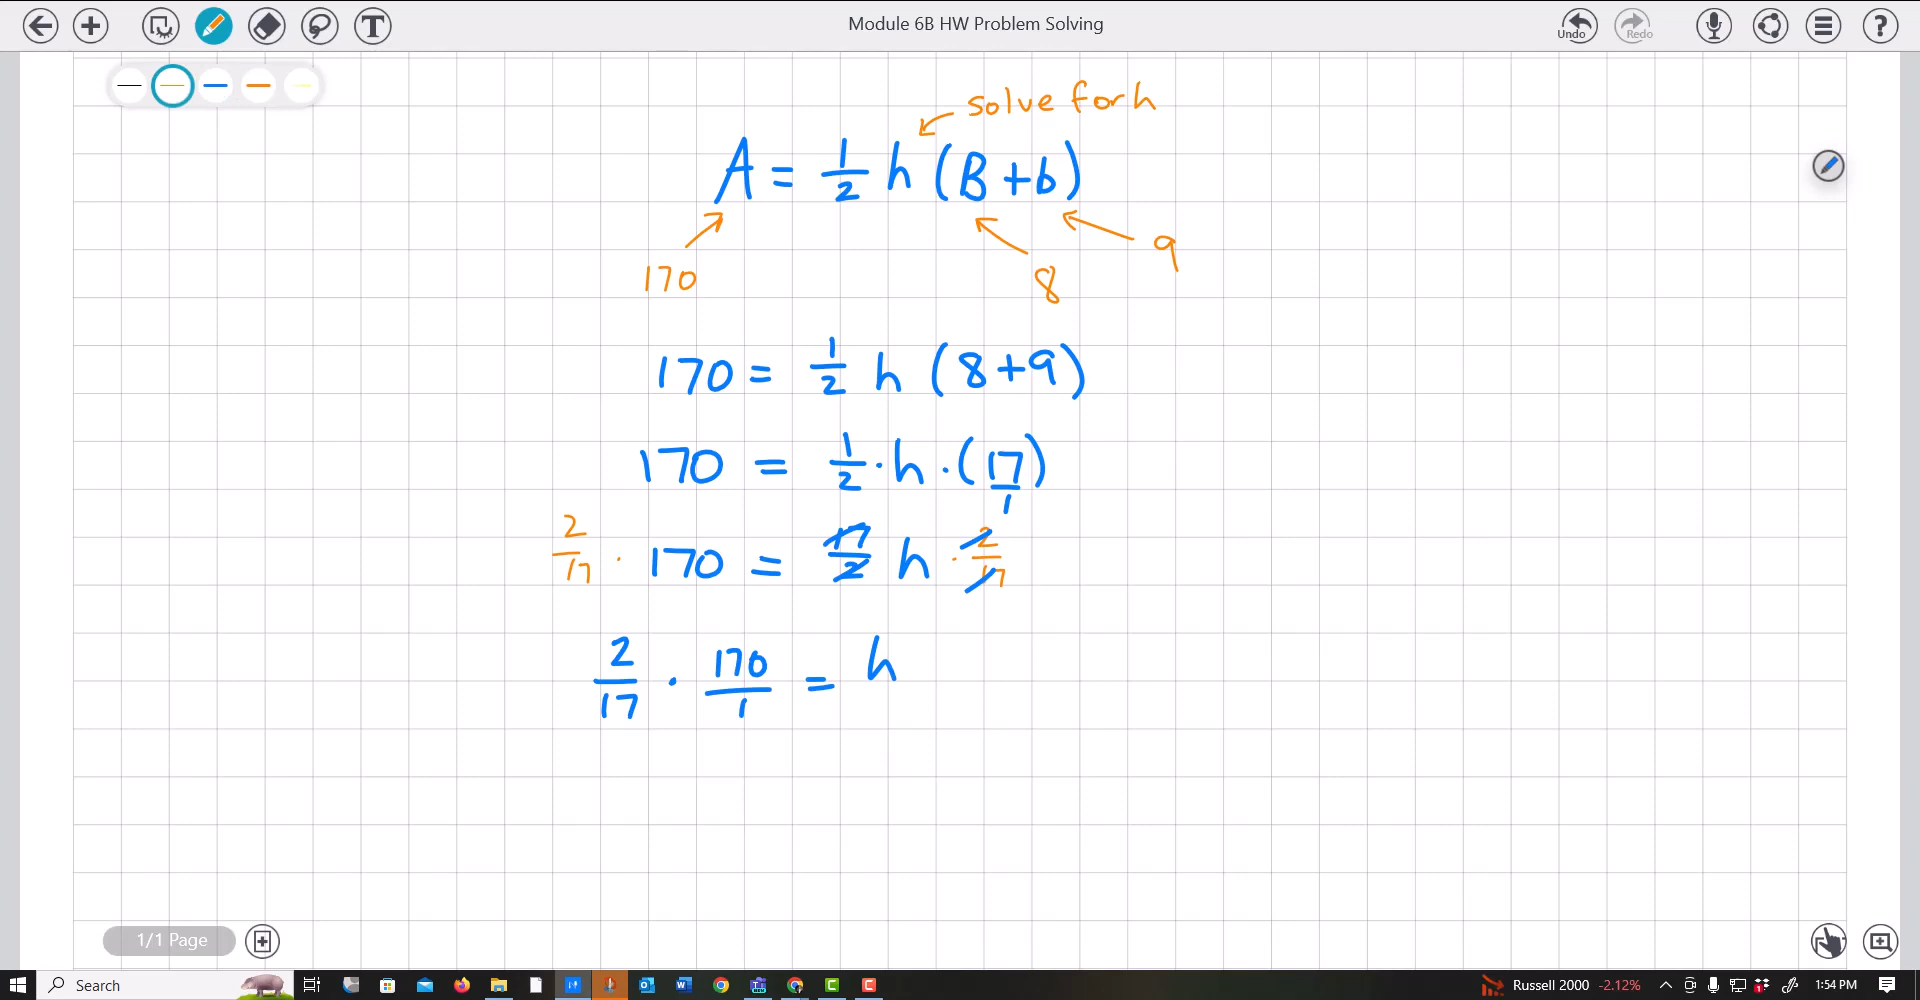 Module 6B HW Problem Solving
Undo
Redo
solve for h
A = 1/2 h (B + b)
170
8
9
170 = 1/2 h (8 + 9)
170 = 1/2 · h · (17/1)
2/17 · 170 = 17/2 h · 2/17
2/17 · 170/1 = h
1/1 Page
Search
Russell 2000 -2.12%
1:54 PM